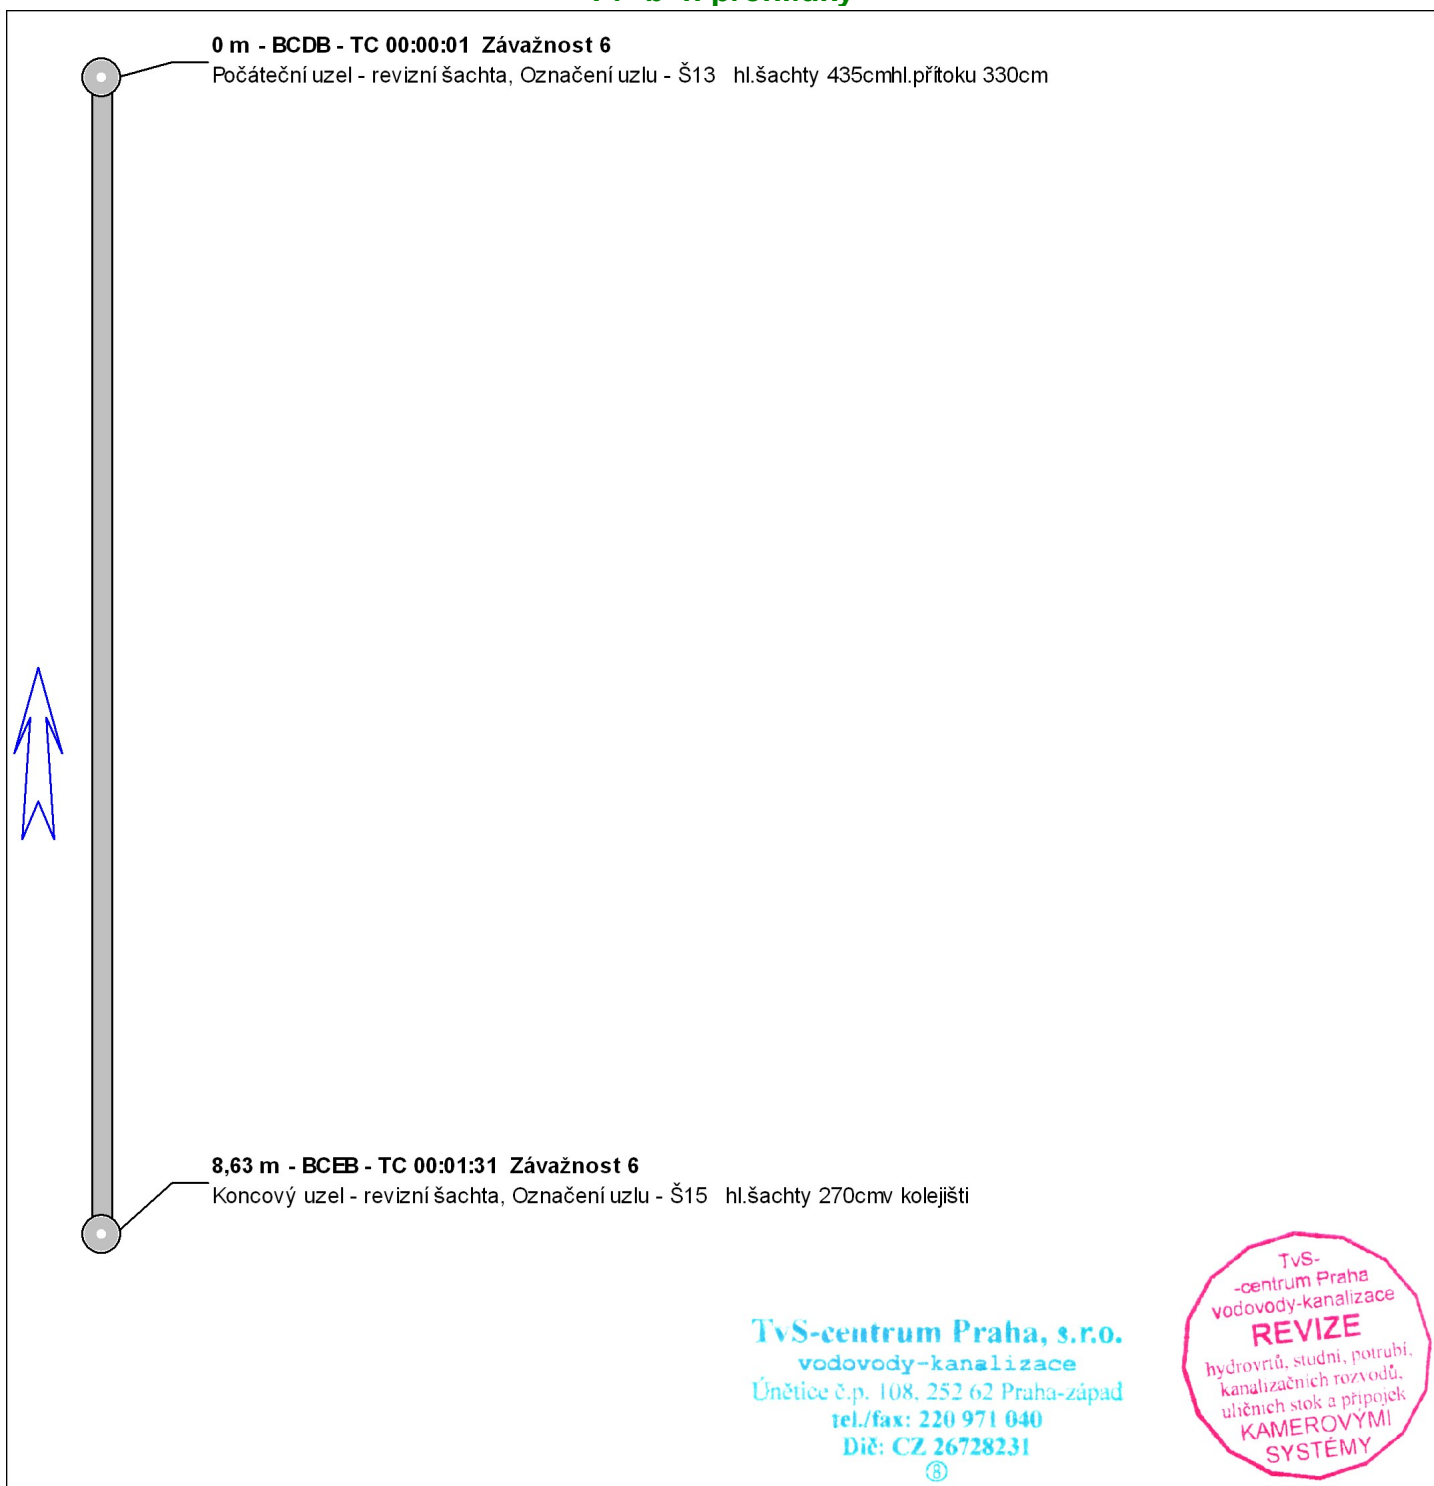 0 m - BCDB - TC 00:00:01 Závažnost 6
Počáteční uzel - revizní šachta, Označení uzlu - Š13 hl.šachty 435cmhl.přítoku 330cm
8,63 m - BCEB - TC 00:01:31 Závažnost 6
Koncový uzel - revizní šachta, Označení uzlu - Š15 hl.šachty 270cmv kolejišti
TvS-centrum Praha, s.r.o.
vodovody-kanalizace
Únětice č.p. 108, 252 62 Praha-západ
tel./fax: 220 971 040
Dič: CZ 26728231
8
TvS-
-centrum Praha
vodovody-kanalizace
REVIZE
hydrovrtů, studní, potrubí,
kanalizačních rozvodů,
uličních stok a přípojek
KAMEROVÝMI
SYSTÉMY